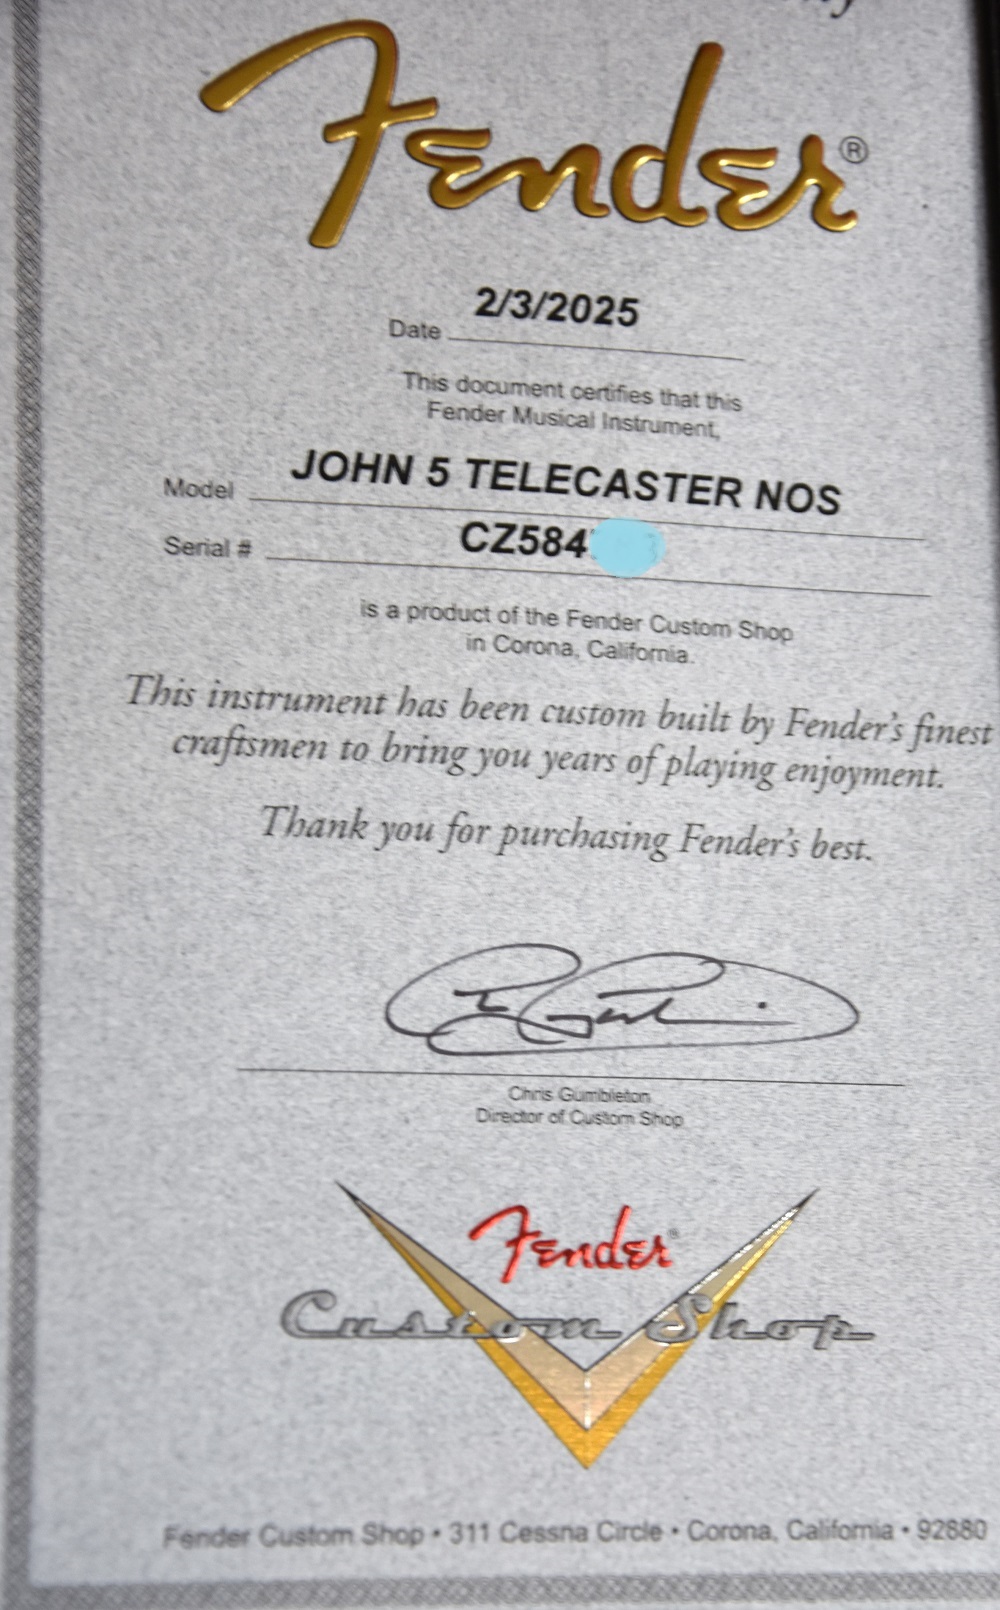 Fender®
2/3/2025
Date
This document certifies that this
Fender Musical Instrument,
Model JOHN 5 TELECASTER NOS
Serial # CZ584
is a product of the Fender Custom Shop
in Corona, California.
This instrument has been custom built by Fender's finest
craftsmen to bring you years of playing enjoyment.
Thank you for purchasing Fender's best.
Chris Gumbleton
Director of Custom Shop
Fender
Custom Shop
Fender Custom Shop • 311 Cessna Circle • Corona, California • 92880